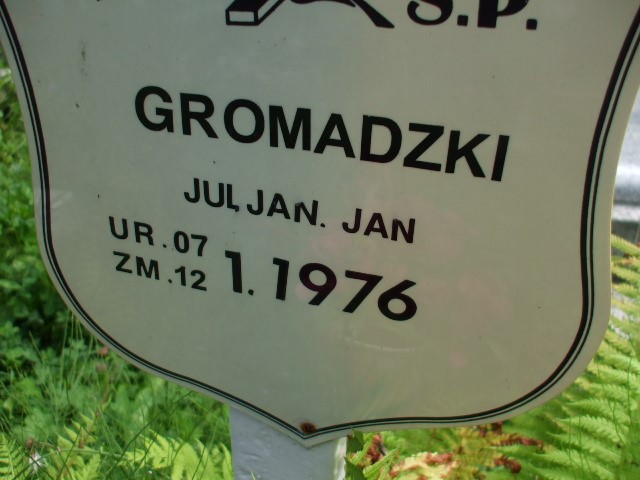 Ś.P.
GROMADZKI
JULJAN. JAN
UR. 07
ZM. 12 1. 1976